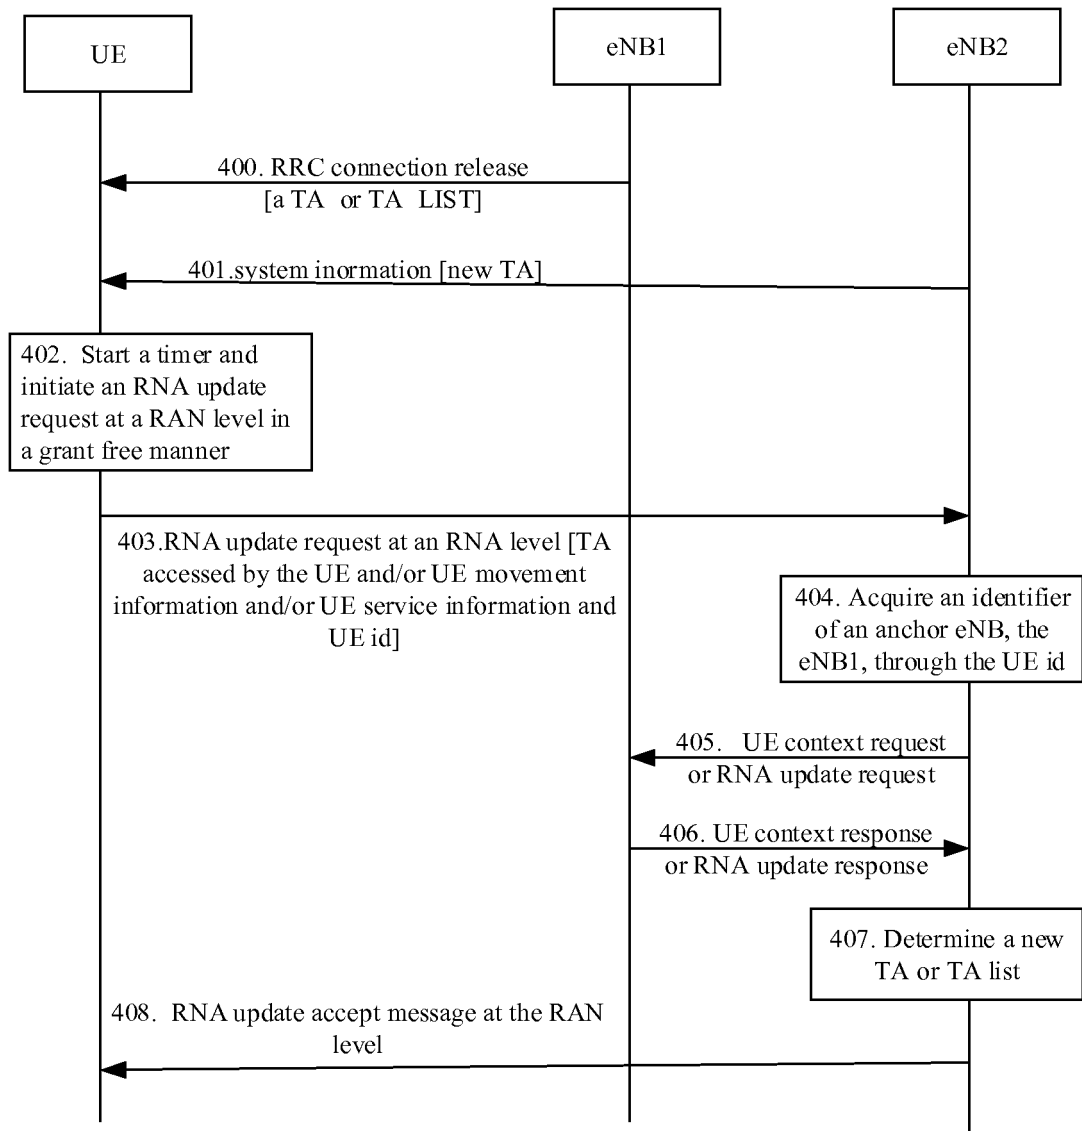 UE
eNB1
eNB2
400. RRC connection release
[a TA or TA LIST]
401.system inormation [new TA]
402. Start a timer and
initiate an RNA update
request at a RAN level in
a grant free manner
403.RNA update request at an RNA level [TA
accessed by the UE and/or UE movement
information and/or UE service information and
UE id]
404. Acquire an identifier
of an anchor eNB, the
eNB1, through the UE id
405. UE context request
or RNA update request
406. UE context response
or RNA update response
407. Determine a new
TA or TA list
408. RNA update accept message at the RAN
level